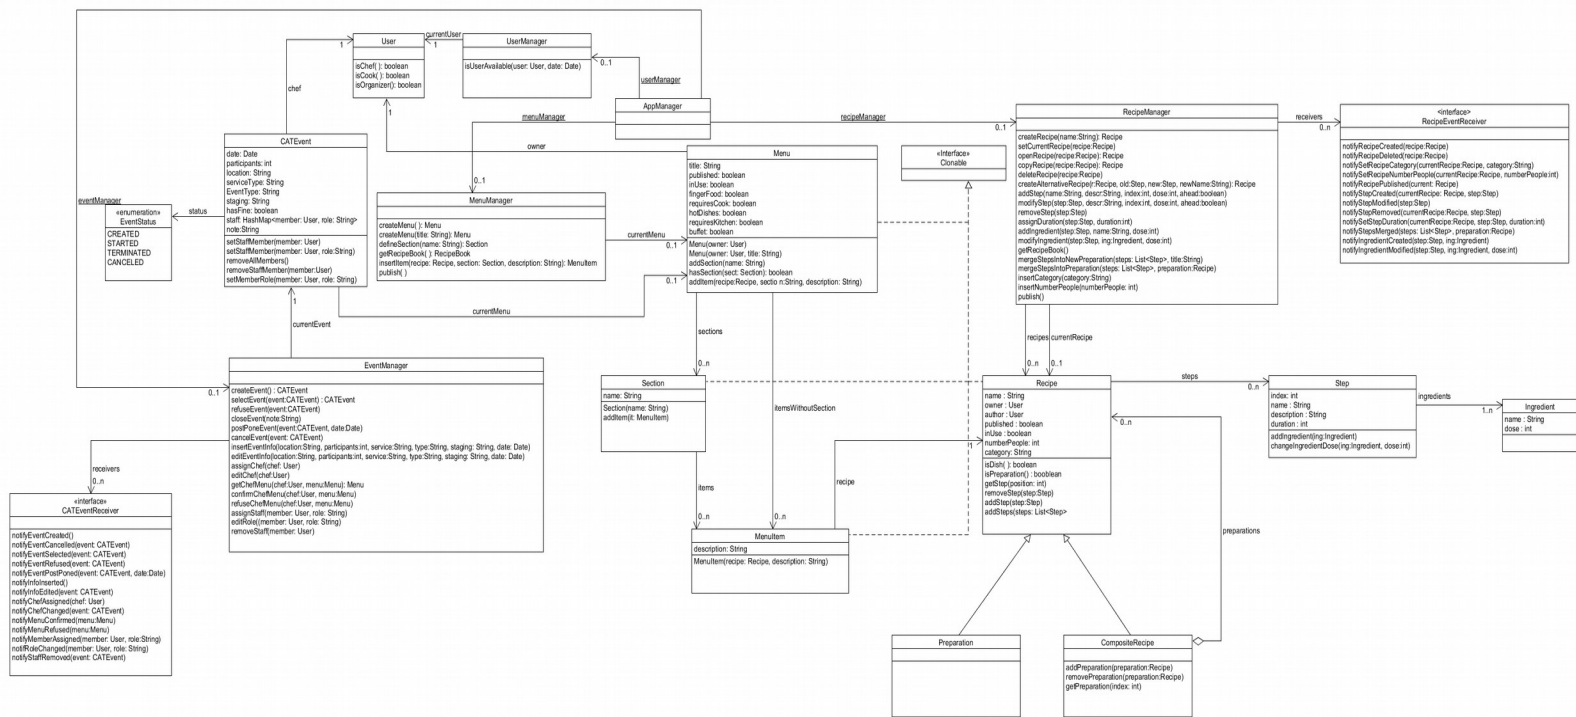 User
isChef( ): boolean
isCook( ): boolean
isOrganizer(): boolean
1
currentUser
1
UserManager
isUserAvailable(user: User, date: Date)
0..1
userManager
AppManager
chef
1
menuManager
recipeManager
0..1
owner
eventManager
0..1
CATEvent
date: Date
participants: int
location: String
serviceType: String
EventType: String
staging: String
hasFine: boolean
staff: HashMap<member: User, role: String>
note:String
setStaffMember(member: User)
setStaffMember(member: User, role:String)
removeAllMembers()
removeStaffMember(member:User)
setMemberRole(member: User, role: String)
status
«enumeration»
EventStatus
CREATED
STARTED
TERMINATED
CANCELED
0..1
MenuManager
createMenu( ): Menu
createMenu(title: String): Menu
defineSection(name: String): Section
getRecipeBook( ): RecipeBook
insertItem(recipe: Recipe, section: Section, description: String): MenuItem
publish( )
currentMenu
0..1
0..1
currentMenu
Menu
title: String
published: boolean
inUse: boolean
fingerFood: boolean
requiresCook: boolean
hotDishes: boolean
requiresKitchen: boolean
buffet: boolean
Menu(owner: User)
Menu(owner: User, title: String)
addSection(name: String)
hasSection(sect: Section): boolean
addItem(recipe:Recipe, sectio n:String, description: String)
«Interface»
Clonable
RecipeManager
createRecipe(name:String): Recipe
setCurrentRecipe(recipe:Recipe)
openRecipe(recipe:Recipe): Recipe
copyRecipe(recipe:Recipe): Recipe
deleteRecipe(recipe:Recipe)
createAlternativeRecipe(r:Recipe, old:Step, new:Step, newName:String): Recipe
addStep(name:String, descr:String, index:int, dose:int, ahead:boolean)
modifyStep(step:Step, descr:String, index:int, dose:int, ahead:boolean)
removeStep(step:Step)
assignDuration(step:Step, duration:int)
addIngredient(step:Step, name:String, dose:int)
modifyIngredient(step:Step, ing:Ingredient, dose:int)
getRecipeBook()
mergeStepsIntoNewPreparation(steps: List<Step>, title:String)
mergeStepsIntoPreparation(steps: List<Step>, preparation:Recipe)
insertCategory(category:String)
insertNumberPeople(numberPeople: int)
publish()
receivers
0..n
<interface>
RecipeEventReceiver
notifyRecipeCreated(recipe:Recipe)
notifyRecipeDeleted(recipe:Recipe)
notifySetRecipeCategory(currentRecipe:Recipe, category:String)
notifySetRecipeNumberPeople(currentRecipe:Recipe, numberPeople:int)
notifyRecipePublished(current: Recipe)
notifyStepCreated(currentRecipe:Recipe, step:Step)
notifyStepModified(step:Step)
notifyStepRemoved(currentRecipe:Recipe, step:Step)
notifySetStepDuration(currentRecipe:Recipe, step:Step, duration:int)
notifyStepsMerged(steps: List<Step>, preparation:Recipe)
notifyIngredientCreated(step:Step, ing:Ingredient)
notifyIngredientModified(step:Step, ing:Ingredient, dose:int)
1
currentEvent
EventManager
createEvent() : CATEvent
selectEvent(event:CATEvent) : CATEvent
refuseEvent(event:CATEvent)
closeEvent(note:String)
postPoneEvent(event:CATEvent, date:Date)
cancelEvent(event: CATEvent)
insertEventInfo(location:String, participants:int, service:String, type:String, staging: String, date: Date)
editEventInfo(location:String, participants:int, service:String, type:String, staging: String, date: Date)
assignChef(chef: User)
editChef(chef:User)
getChefMenu(chef:User, menu:Menu): Menu
confirmChefMenu(chef:User, menu:Menu)
refuseChefMenu(chef:User, menu:Menu)
assignStaff(member: User, role: String)
editRole((member: User, role: String)
removeStaff(member: User)
receivers
0..n
«interface»
CATEventReceiver
notifyEventCreated()
notifyEventCancelled(event: CATEvent)
notifyEventSelected(event: CATEvent)
notifyEventRefused(event: CATEvent)
notifyEventPostPoned(event: CATEvent, date:Date)
notifyInfoInserted()
notifyInfoEdited(event: CATEvent)
notifyChefAssigned(chef: User)
notifyChefChanged(event: CATEvent)
notifyMenuConfirmed(menu:Menu)
notifyMenuRefused(menu:Menu)
notifyMemberAssigned(member: User, role:String)
notifRoleChanged(member: User, role: String)
notifyStaffRemoved(event: CATEvent)
sections
0..n
Section
name: String
Section(name: String)
addItem(it: MenuItem)
itemsWithoutSection
items
0..n
0..n
MenuItem
description: String
MenuItem(recipe: Recipe, description: String)
recipe
1
recipes
0..n
currentRecipe
0..1
Recipe
name : String
owner : User
author : User
published : boolean
inUse : boolean
numberPeople: int
category: String
isDish( ): boolean
isPreparation() : booblean
getStep(position: int)
removeStep(step:Step)
addStep(step:Step)
addSteps(steps: List<Step>
steps
0..n
Step
index: int
name : String
description : String
duration : int
addIngredient(ing:Ingredient)
changeIngredientDose(ing:Ingredient, dose:int)
ingredients
1..n
Ingredient
name : String
dose : int
0..n
preparations
Preparation
CompositeRecipe
addPreparation(preparation:Recipe)
removePreparation(preparation:Recipe)
getPreparation(index: int)